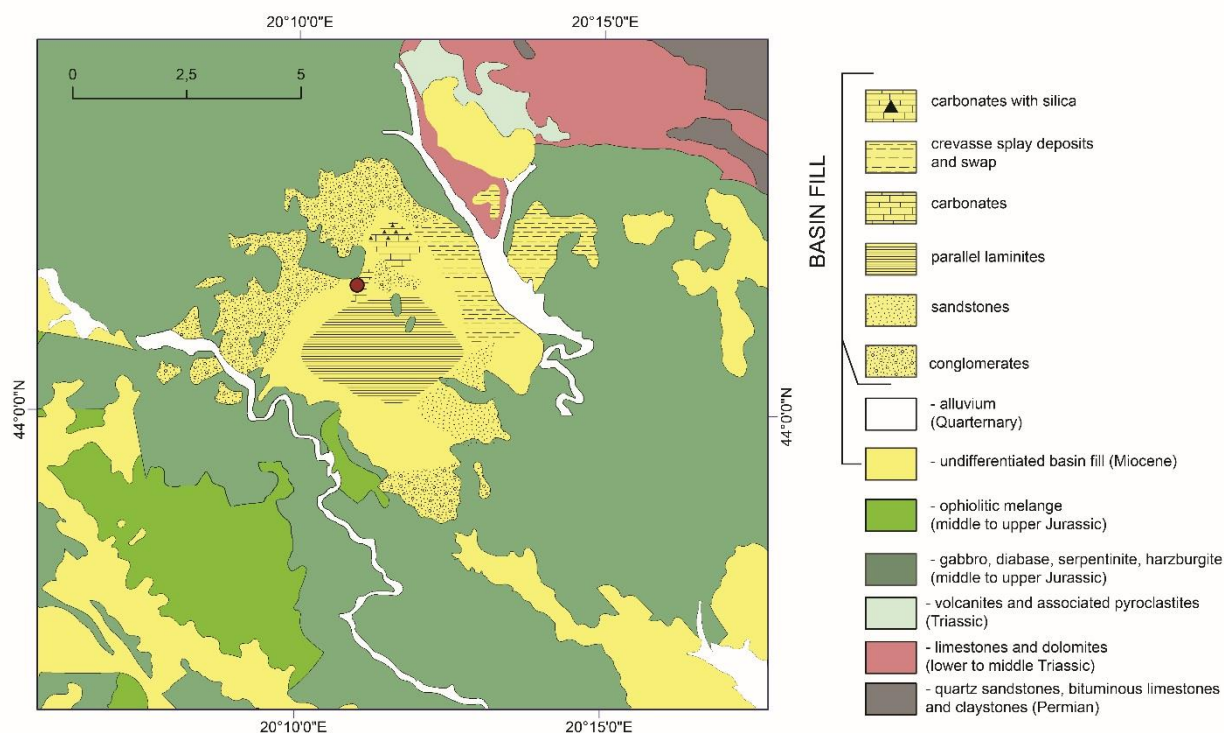 20°10'0"E
20°15'0"E
0
2,5
5
44°0'0"N
44°0'0"N
20°10'0"E
20°15'0"E
BASIN FILL
carbonates with silica
crevasse splay deposits
and swap
carbonates
parallel laminites
sandstones
conglomerates
- alluvium
(Quarternary)
- undifferentiated basin fill (Miocene)
- ophiolitic melange
(middle to upper Jurassic)
- gabbro, diabase, serpentinite, harzburgite
(middle to upper Jurassic)
- volcanites and associated pyroclastites
(Triassic)
- limestones and dolomites
(lower to middle Triassic)
- quartz sandstones, bituminous limestones
and claystones (Permian)